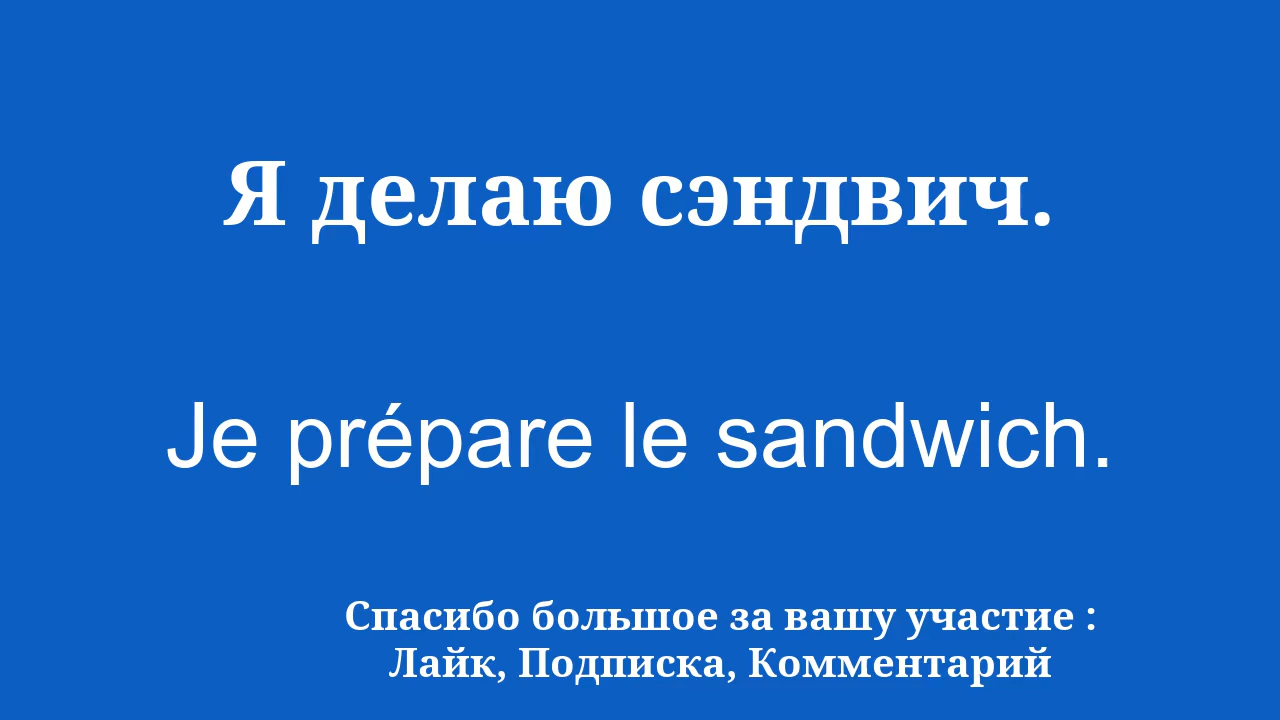 Я делаю сэндвич.
Je prépare le sandwich.
Спасибо большое за вашу участие :
Лайк, Подписка, Комментарий